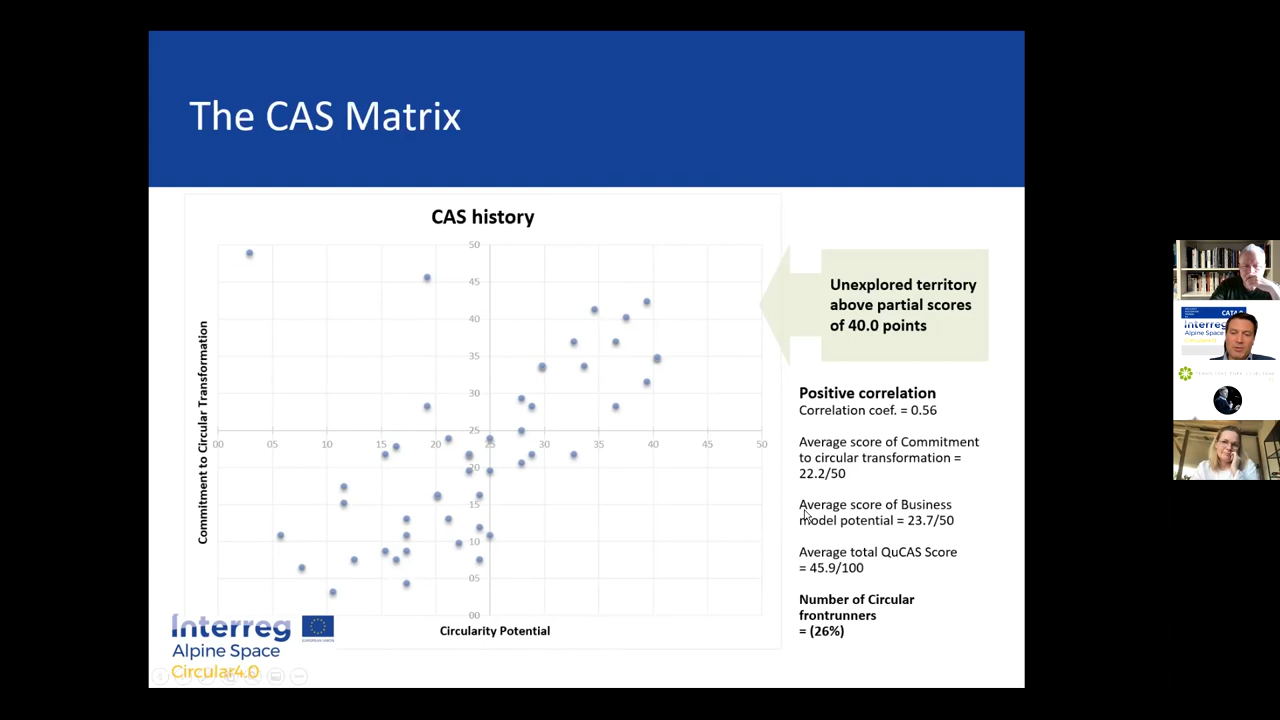 The CAS Matrix
CAS history
50
45
40
35
30
25
20
15
10
05
00
00 05 10 15 20 30 35 40 45 50
Commitment to Circular Transformation
Circularity Potential
Unexplored territory
above partial scores
of 40.0 points
Positive correlation
Correlation coef. = 0.56
Average score of Commitment
to circular transformation =
22.2/50
Average score of Business
model potential = 23.7/50
Average total QuCAS Score
= 45.9/100
Number of Circular
frontrunners
= (26%)
Interreg
Alpine Space
Circular4.0
Interreg
Alpine Space